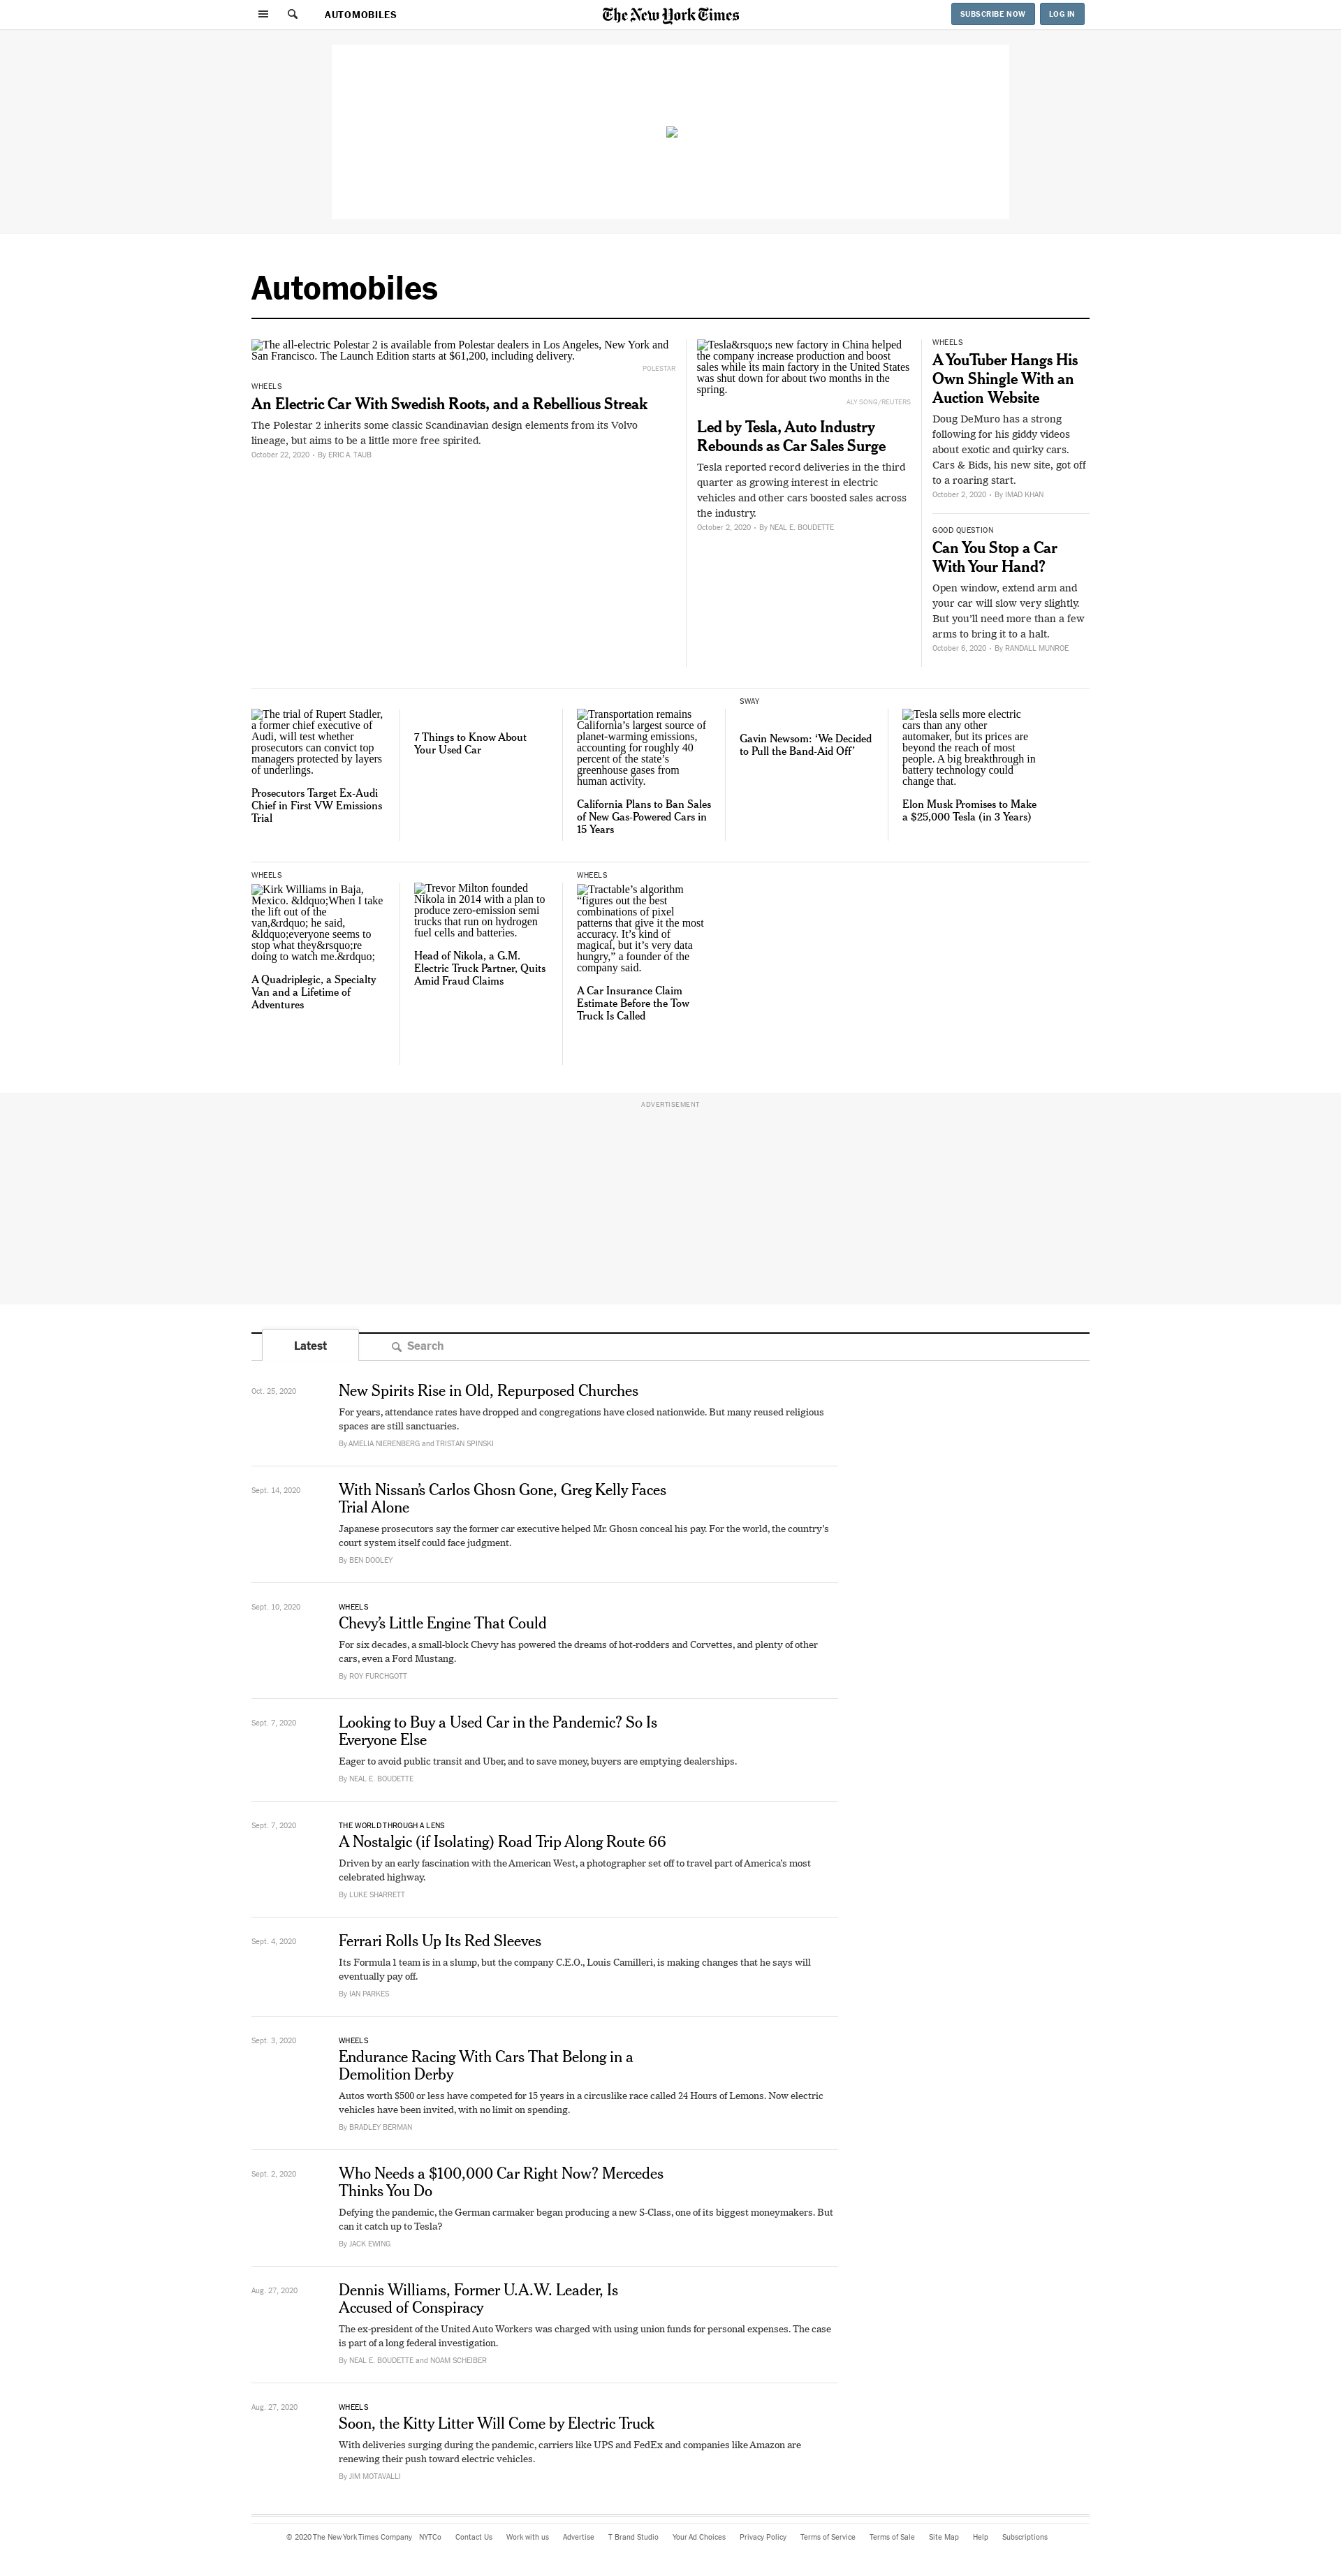 AUTOMOBILES
The New York Times
SUBSCRIBE NOW
LOG IN
Automobiles
The all-electric Polestar 2 is available from Polestar dealers in Los Angeles, New York and
San Francisco. The Launch Edition starts at $61,200, including delivery.
POLESTAR
WHEELS
An Electric Car With Swedish Roots, and a Rebellious Streak
The Polestar 2 inherits some classic Scandinavian design elements from its Volvo
lineage, but aims to be a little more free spirited.
October 22, 2020 • By ERIC A. TAUB
Tesla&rsquo;s new factory in China helped
the company increase production and boost
sales while its main factory in the United States
was shut down for about two months in the
spring.
ALY SONG/REUTERS
Led by Tesla, Auto Industry
Rebounds as Car Sales Surge
Tesla reported record deliveries in the third
quarter as growing interest in electric
vehicles and other cars boosted sales across
the industry.
October 2, 2020 • By NEAL E. BOUDETTE
WHEELS
A YouTuber Hangs His
Own Shingle With an
Auction Website
Doug DeMuro has a strong
following for his giddy videos
about exotic and quirky cars.
Cars & Bids, his new site, got off
to a roaring start.
October 2, 2020 • By IMAD KHAN
GOOD QUESTION
Can You Stop a Car
With Your Hand?
Open window, extend arm and
your car will slow very slightly.
But you’ll need more than a few
arms to bring it to a halt.
October 6, 2020 • By RANDALL MUNROE
The trial of Rupert Stadler,
a former chief executive of
Audi, will test whether
prosecutors can convict top
managers protected by layers
of underlings.
Prosecutors Target Ex-Audi
Chief in First VW Emissions
Trial
7 Things to Know About
Your Used Car
Transportation remains
California’s largest source of
planet-warming emissions,
accounting for roughly 40
percent of the state’s
greenhouse gases from
human activity.
California Plans to Ban Sales
of New Gas-Powered Cars in
15 Years
SWAY
Gavin Newsom: ‘We Decided
to Pull the Band-Aid Off’
Tesla sells more electric
cars than any other
automaker, but its prices are
beyond the reach of most
people. A big breakthrough in
battery technology could
change that.
Elon Musk Promises to Make
a $25,000 Tesla (in 3 Years)
WHEELS
Kirk Williams in Baja,
Mexico. &ldquo;When I take
the lift out of the
van,&rdquo; he said,
&ldquo;everyone seems to
stop what they&rsquo;re
doing to watch me.&rdquo;
A Quadriplegic, a Specialty
Van and a Lifetime of
Adventures
Trevor Milton founded
Nikola in 2014 with a plan to
produce zero-emission semi
trucks that run on hydrogen
fuel cells and batteries.
Head of Nikola, a G.M.
Electric Truck Partner, Quits
Amid Fraud Claims
WHEELS
Tractable’s algorithm
“figures out the best
combinations of pixel
patterns that give it the most
accuracy. It’s kind of
magical, but it’s very data
hungry,” a founder of the
company said.
A Car Insurance Claim
Estimate Before the Tow
Truck Is Called
ADVERTISEMENT
Latest
Search
Oct. 25, 2020
New Spirits Rise in Old, Repurposed Churches
For years, attendance rates have dropped and congregations have closed nationwide. But many reused religious
spaces are still sanctuaries.
By AMELIA NIERENBERG and TRISTAN SPINSKI
Sept. 14, 2020
With Nissan’s Carlos Ghosn Gone, Greg Kelly Faces
Trial Alone
Japanese prosecutors say the former car executive helped Mr. Ghosn conceal his pay. For the world, the country’s
court system itself could face judgment.
By BEN DOOLEY
Sept. 10, 2020
WHEELS
Chevy’s Little Engine That Could
For six decades, a small-block Chevy has powered the dreams of hot-rodders and Corvettes, and plenty of other
cars, even a Ford Mustang.
By ROY FURCHGOTT
Sept. 7, 2020
Looking to Buy a Used Car in the Pandemic? So Is
Everyone Else
Eager to avoid public transit and Uber, and to save money, buyers are emptying dealerships.
By NEAL E. BOUDETTE
Sept. 7, 2020
THE WORLD THROUGH A LENS
A Nostalgic (if Isolating) Road Trip Along Route 66
Driven by an early fascination with the American West, a photographer set off to travel part of America’s most
celebrated highway.
By LUKE SHARRETT
Sept. 4, 2020
Ferrari Rolls Up Its Red Sleeves
Its Formula 1 team is in a slump, but the company C.E.O., Louis Camilleri, is making changes that he says will
eventually pay off.
By IAN PARKES
Sept. 3, 2020
WHEELS
Endurance Racing With Cars That Belong in a
Demolition Derby
Autos worth $500 or less have competed for 15 years in a circuslike race called 24 Hours of Lemons. Now electric
vehicles have been invited, with no limit on spending.
By BRADLEY BERMAN
Sept. 2, 2020
Who Needs a $100,000 Car Right Now? Mercedes
Thinks You Do
Defying the pandemic, the German carmaker began producing a new S-Class, one of its biggest moneymakers. But
can it catch up to Tesla?
By JACK EWING
Aug. 27, 2020
Dennis Williams, Former U.A.W. Leader, Is
Accused of Conspiracy
The ex-president of the United Auto Workers was charged with using union funds for personal expenses. The case
is part of a long federal investigation.
By NEAL E. BOUDETTE and NOAM SCHEIBER
Aug. 27, 2020
WHEELS
Soon, the Kitty Litter Will Come by Electric Truck
With deliveries surging during the pandemic, carriers like UPS and FedEx and companies like Amazon are
renewing their push toward electric vehicles.
By JIM MOTAVALLI
© 2020 The New York Times Company NYTCo Contact Us Work with us Advertise T Brand Studio Your Ad Choices Privacy Policy Terms of Service Terms of Sale Site Map Help Subscriptions